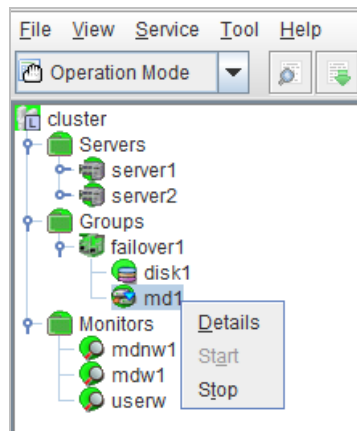 File View Service Tool Help
Operation Mode
L cluster
Servers
server1
server2
Groups
failover1
disk1
md1
Details
Monitors
mdnw1
Start
mdw1
Stop
userw